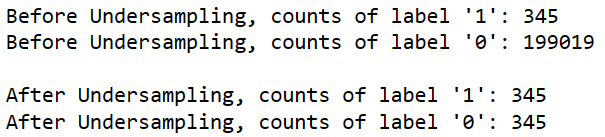 Before Undersampling, counts of label '1': 345
Before Undersampling, counts of label '0': 199019
After Undersampling, counts of label '1': 345
After Undersampling, counts of label '0': 345